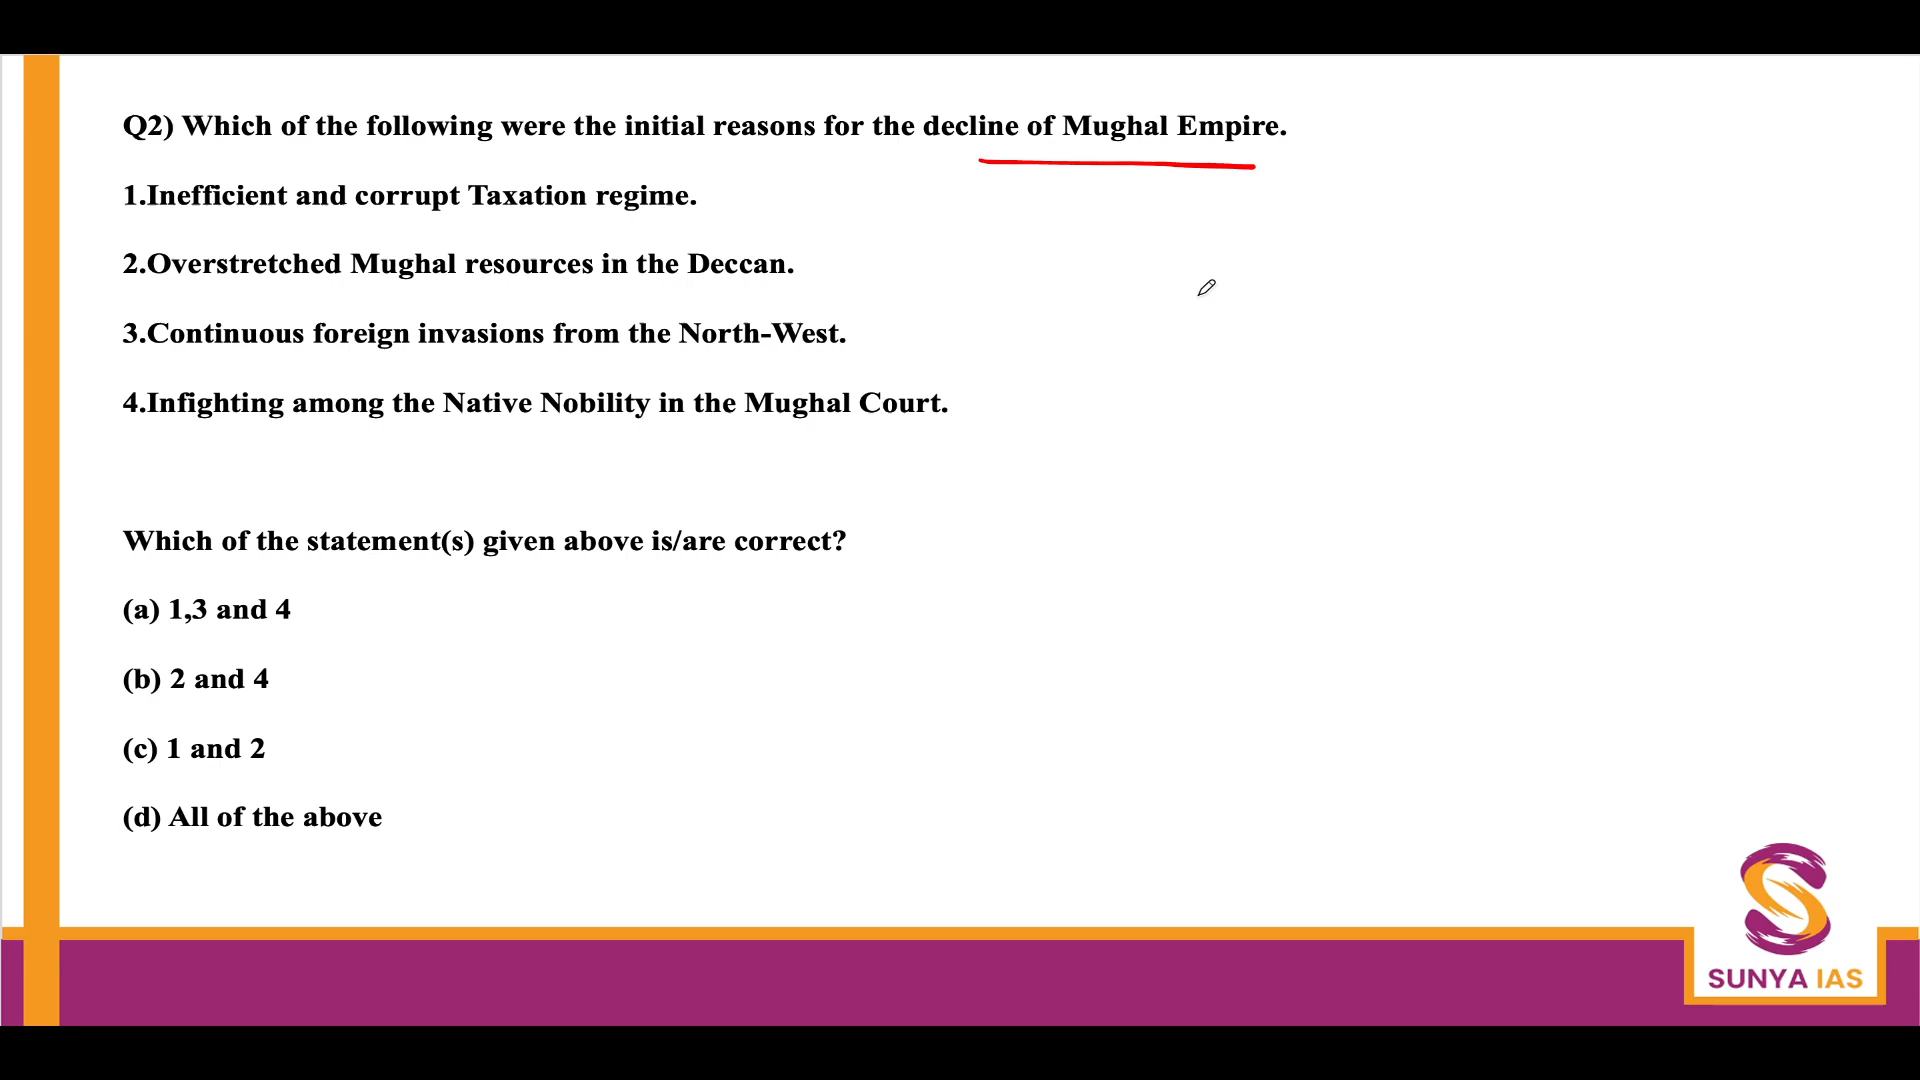 Q2) Which of the following were the initial reasons for the decline of Mughal Empire.
1.Inefficient and corrupt Taxation regime.
2.Overstretched Mughal resources in the Deccan.
3.Continuous foreign invasions from the North-West.
4.Infighting among the Native Nobility in the Mughal Court.
Which of the statement(s) given above is/are correct?
(a) 1,3 and 4
(b) 2 and 4
(c) 1 and 2
(d) All of the above
SUNYA IAS